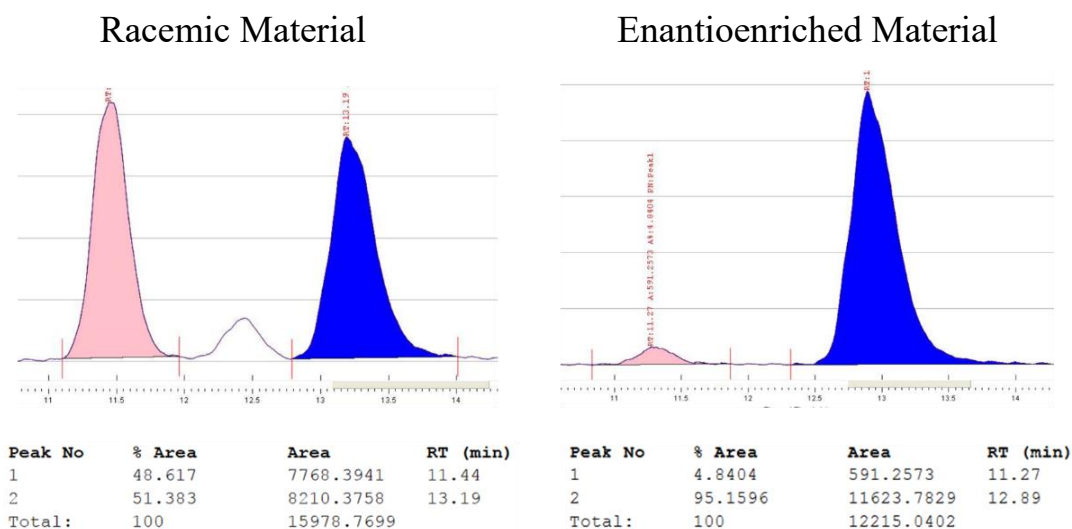 Racemic Material
Enantioenriched Material
RT:
RT:13.19
11
11.5
12
12.5
13
13.5
14
RT:11.27 A:591.2573 A%:4.8404 PN:Peak1
RT:1
11
11.5
12
12.5
13
13.5
14
Peak No % Area Area RT (min)
1 48.617 7768.3941 11.44
2 51.383 8210.3758 13.19
Total: 100 15978.7699
Peak No % Area Area RT (min)
1 4.8404 591.2573 11.27
2 95.1596 11623.7829 12.89
Total: 100 12215.0402